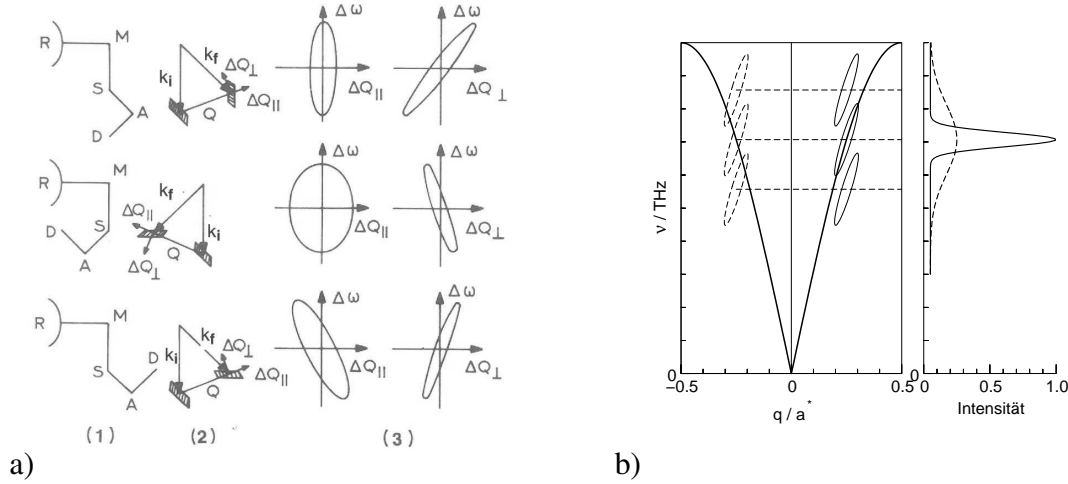 R
M
S
A
D
k_i
k_f
Q
ΔQ⊥
ΔQ∥
Δω
ΔQ∥
Δω
ΔQ⊥
R
M
S
D
A
ΔQ∥
k_f
k_i
ΔQ⊥
Q
Δω
ΔQ∥
Δω
ΔQ⊥
R
M
S
D
A
k_i
k_f
Q
ΔQ⊥
ΔQ∥
Δω
ΔQ∥
Δω
ΔQ⊥
(1) (2) (3)
a)
ν / THz
0
−0.5 0 0.5
q / a*
0
0 0.5 1.0
Intensität
b)